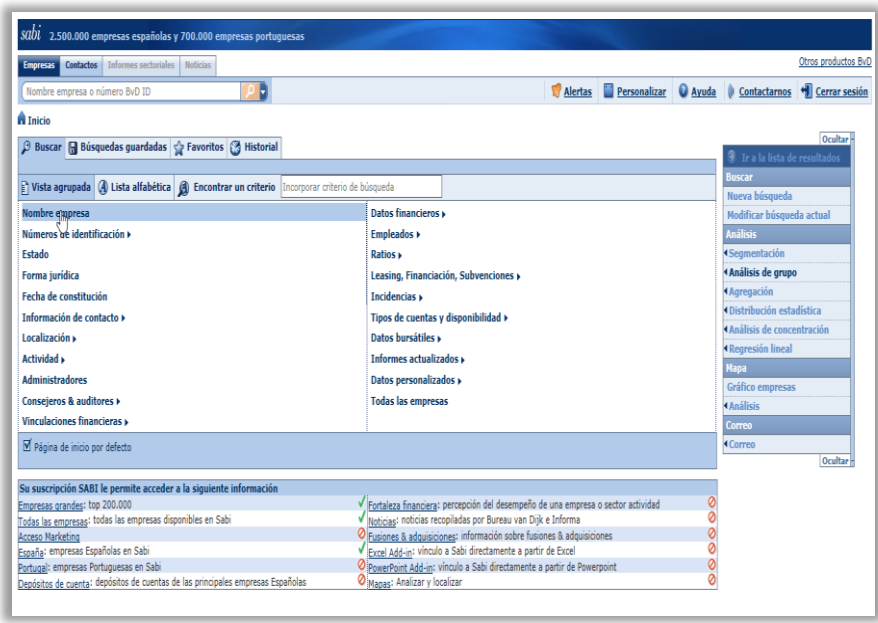 sabi 2.500.000 empresas españolas y 700.000 empresas portuguesas
Otros productos BvD
Empresas Contactos Informes sectoriales Noticias
Nombre empresa o número BvD ID
Alertas Personalizar Ayuda Contactarnos Cerrar sesión
Inicio
Ocultar
Buscar Búsquedas guardadas Favoritos Historial
Ir a la lista de resultados
Buscar
Vista agrupada Lista alfabética Encontrar un criterio Incorporar criterio de búsqueda
Nueva búsqueda
Modificar búsqueda actual
Análisis
Segmentación
Análisis de grupo
Agregación
Distribución estadística
Análisis de concentración
Regresión lineal
Mapa
Gráfico empresas
Análisis
Correo
Correo
Ocultar
Nombre empresa
Números de identificación
Estado
Forma jurídica
Fecha de constitución
Información de contacto
Localización
Actividad
Administradores
Consejeros & auditores
Vinculaciones financieras
Datos financieros
Empleados
Ratios
Leasing, Financiación, Subvenciones
Incidencias
Tipos de cuentas y disponibilidad
Datos bursátiles
Informes actualizados
Datos personalizados
Todas las empresas
Página de inicio por defecto
Su suscripción SABI le permite acceder a la siguiente información
Empresas grandes: top 200.000
Todas las empresas: todas las empresas disponibles en Sabi
Acceso Marketing
España: empresas Españolas en Sabi
Portugal: empresas Portuguesas en Sabi
Depósitos de cuenta: depósitos de cuentas de las principales empresas Españolas
Fortaleza financiera: percepción del desempeño de una empresa o sector actividad
Noticias: noticias recopiladas por Bureau van Dijk e Informa
Fusiones & adquisiciones: información sobre fusiones & adquisiciones
Excel Add-in: vínculo a Sabi directamente a partir de Excel
PowerPoint Add-in: vínculo a Sabi directamente a partir de Powerpoint
Mapas: Analizar y localizar